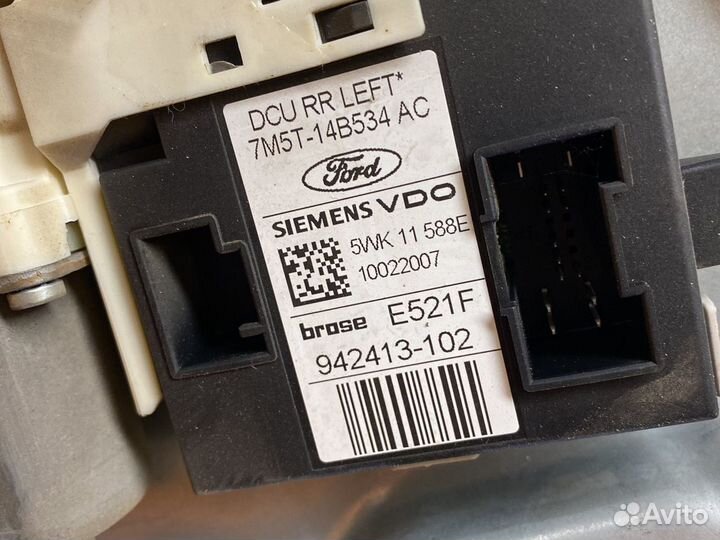 DCU RR LEFT*
7M5T-14B534 AC
Ford
SIEMENS VDO
5WK 11 588E
10022007
brose E521F
942413-102
Avito